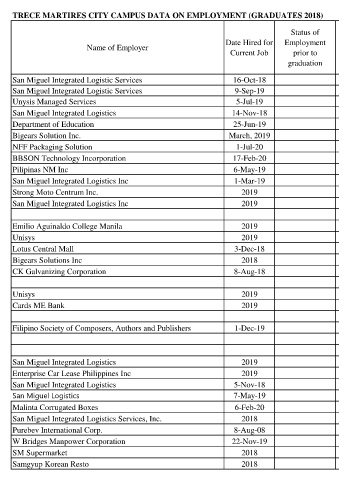 TRECE MARTIRES CITY CAMPUS DATA ON EMPLOYMENT (GRADUATES 2018)
Name of Employer
Date Hired for
Current Job
Status of
Employment
prior to
graduation
San Miguel Integrated Logistic Services 16-Oct-18
San Miguel Integrated Logistic Services 9-Sep-19
Unysis Managed Services 5-Jul-19
San Miguel Integrated Logistics 14-Nov-18
Department of Education 25-Jun-19
Bigears Solution Inc. March, 2019
NFF Packaging Solution 1-Jul-20
BBSON Technology Incorporation 17-Feb-20
Pilipinas NM Inc 6-May-19
San Miguel Integrated Logistics Inc 1-Mar-19
Strong Moto Centrum Inc. 2019
San Miguel Integrated Logistics Inc 2019
Emilio Aguinaldo College Manila 2019
Unisys 2019
Lotus Central Mall 3-Dec-18
Bigears Solutions Inc 2018
CK Galvanizing Corporation 8-Aug-18
Unisys 2019
Cards ME Bank 2019
Filipino Society of Composers, Authors and Publishers 1-Dec-19
San Miguel Integrated Logistics 2019
Enterprise Car Lease Philippines Inc 2019
San Miguel Integrated Logistics 5-Nov-18
San Miguel Logistics 7-May-19
Malinta Corrugated Boxes 6-Feb-20
San Miguel Integrated Logistics Services, Inc. 2018
Purebev International Corp. 8-Aug-08
W Bridges Manpower Corporation 22-Nov-19
SM Supermarket 2018
Samgyup Korean Resto 2018